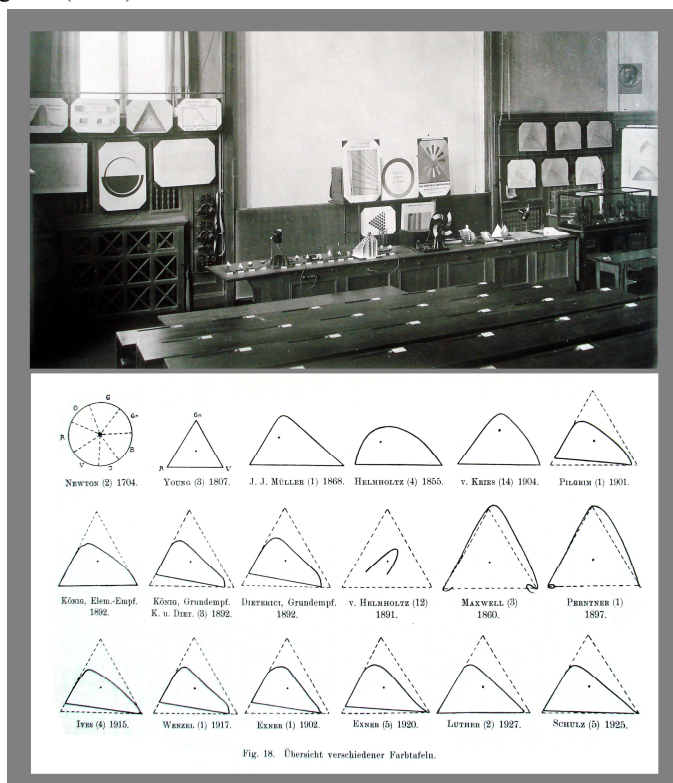 G
O
Gn
R
B
V
J
Gn
R
V
NEWTON (2) 1704.
YOUNG (3) 1807.
J. J. MÜLLER (1) 1868.
HELMHOLTZ (4) 1855.
v. KRIES (14) 1904.
PILGRIM (1) 1901.
KÖNIG, Elem.-Empf.
1892.
KÖNIG, Grundempf.
K. u. DIET. (3) 1892.
DIETERICI, Grundempf.
1892.
v. HELMHOLTZ (12)
1891.
MAXWELL (3)
1860.
PERNTNER (1)
1897.
IVES (4) 1915.
WENZEL (1) 1917.
EXNER (1) 1902.
EXNER (5) 1920.
LUTHER (2) 1927.
SCHULZ (5) 1925.
Fig. 18. Übersicht verschiedener Farbtafeln.